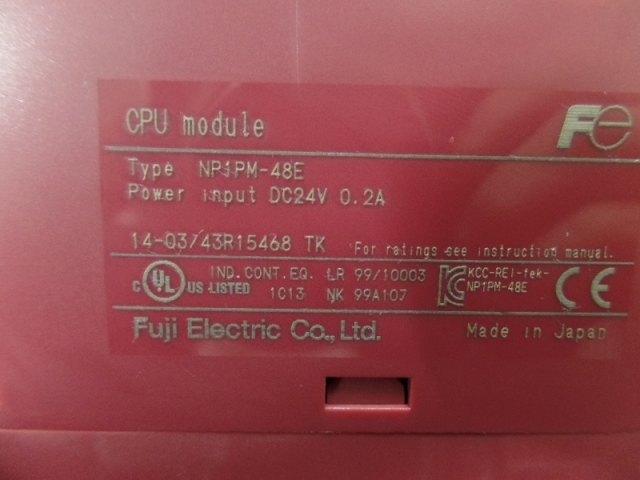 CPU module
Fe
Type NP1PM-48E
Power input DC24V 0.2A
14-03/43R15468 TK For ratings see instruction manual.
C UL US LISTED IND.CONT.EQ. 1C13 LR 99/10003 NK 99A107 KCC-REI-fek-NP1PM-48E CE
Fuji Electric Co., Ltd. Made in Japan